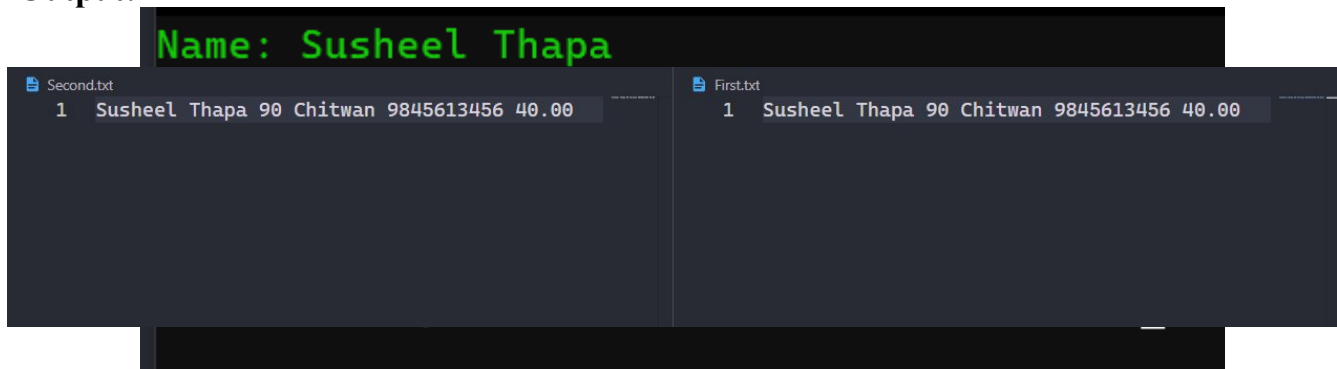 Name: Susheel Thapa
Second.txt
1 Susheel Thapa 90 Chitwan 9845613456 40.00
First.txt
1 Susheel Thapa 90 Chitwan 9845613456 40.00